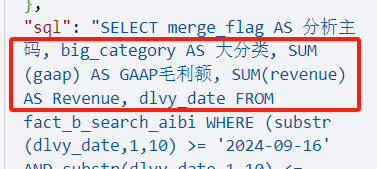 },
"sql": "SELECT merge_flag AS 分析主
码, big_category AS 大分类, SUM
(gaap) AS GAAP毛利额, SUM(revenue)
AS Revenue, dlvy_date FROM
fact_b_search_aibi WHERE (substr
(dlvy_date,1,10) >= '2024-09-16'
AND substr(dlvy_date,1,10) <=